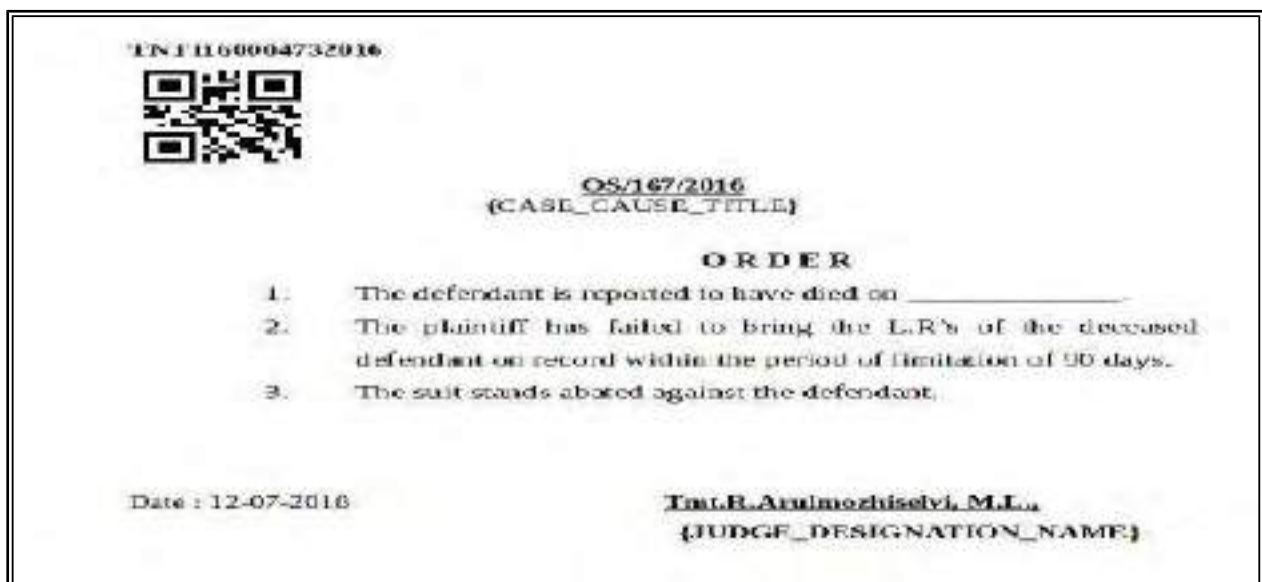 TNTI160004732016
OS/167/2016
{CASE_CAUSE_TITLE}
O R D E R
1. The defendant is reported to have died on _______________
2. The plaintiff has failed to bring the L.R's of the deceased
defendant on record within the period of limitation of 90 days.
3. The suit stands abated against the defendant.
Date : 12-07-2018
Tmt.R.Arulmozhiselvi, M.L.,
{JUDGE_DESIGNATION_NAME}